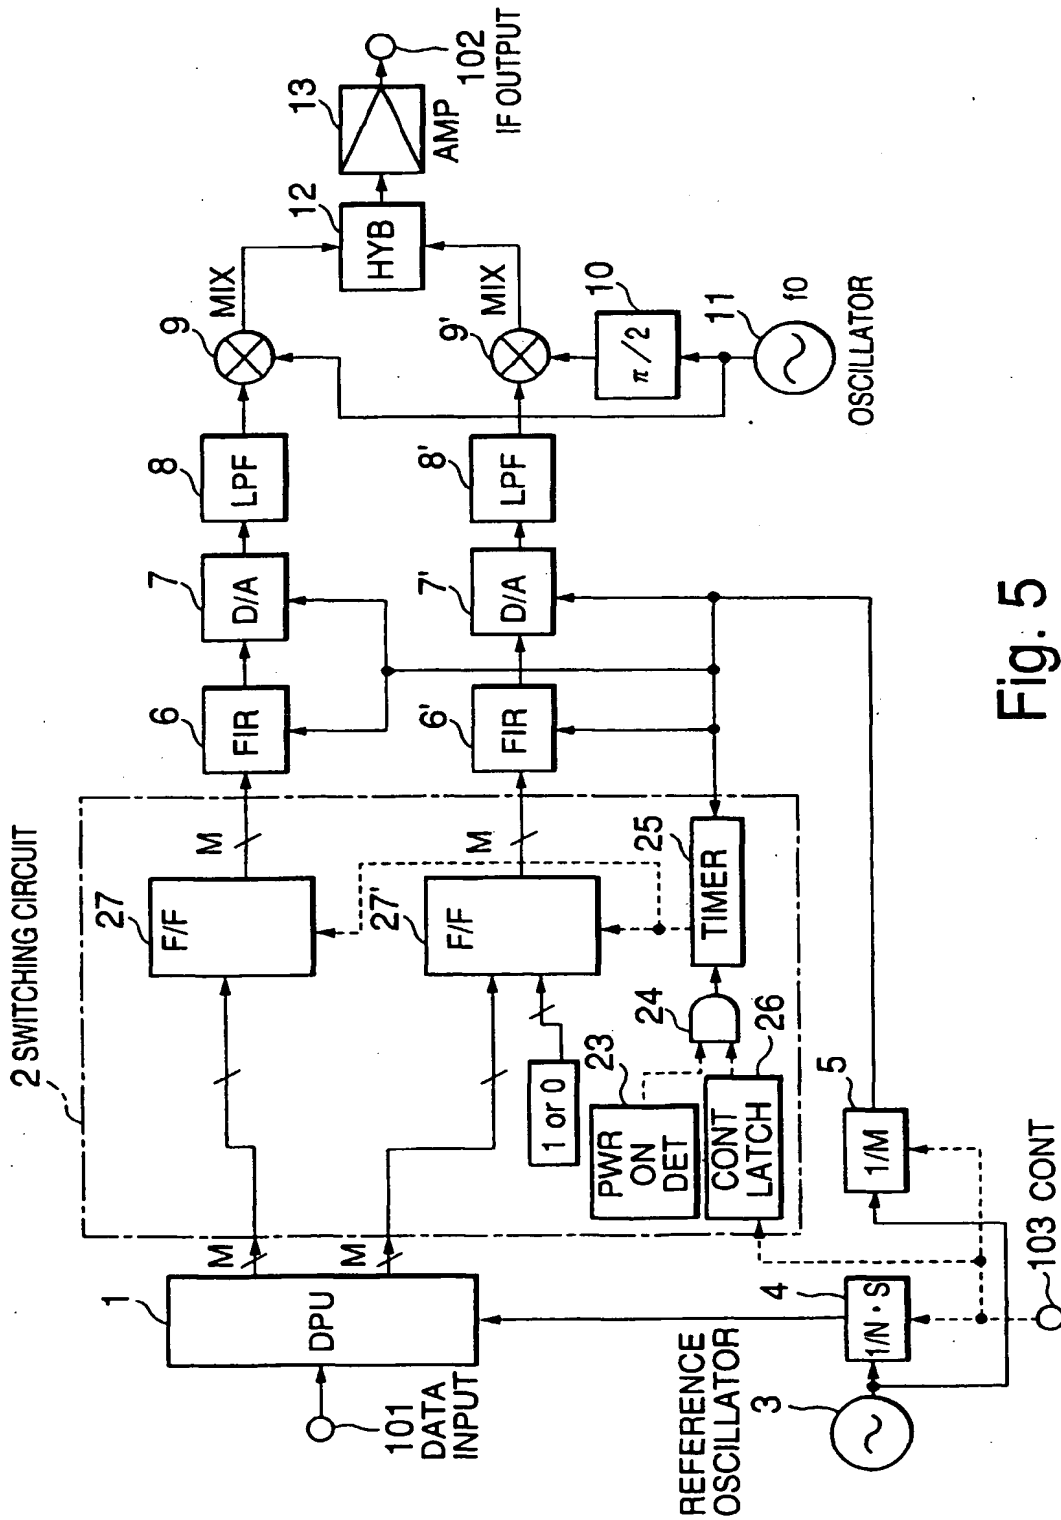 2 SWITCHING CIRCUIT
101
DATA
INPUT
1
DPU
M
M
27
F/F
M
27'
F/F
M
1 or 0
23
PWR
ON
DET
24
CONT
LATCH
26
TIMER
25
6
FIR
7
D/A
8
LPF
9
MIX
6'
FIR
7'
D/A
8'
LPF
9'
MIX
10
π/2
11
f0
OSCILLATOR
12
HYB
13
AMP
102
IF OUTPUT
REFERENCE
OSCILLATOR
3
4
1/N・S
5
1/M
103 CONT
Fig. 5